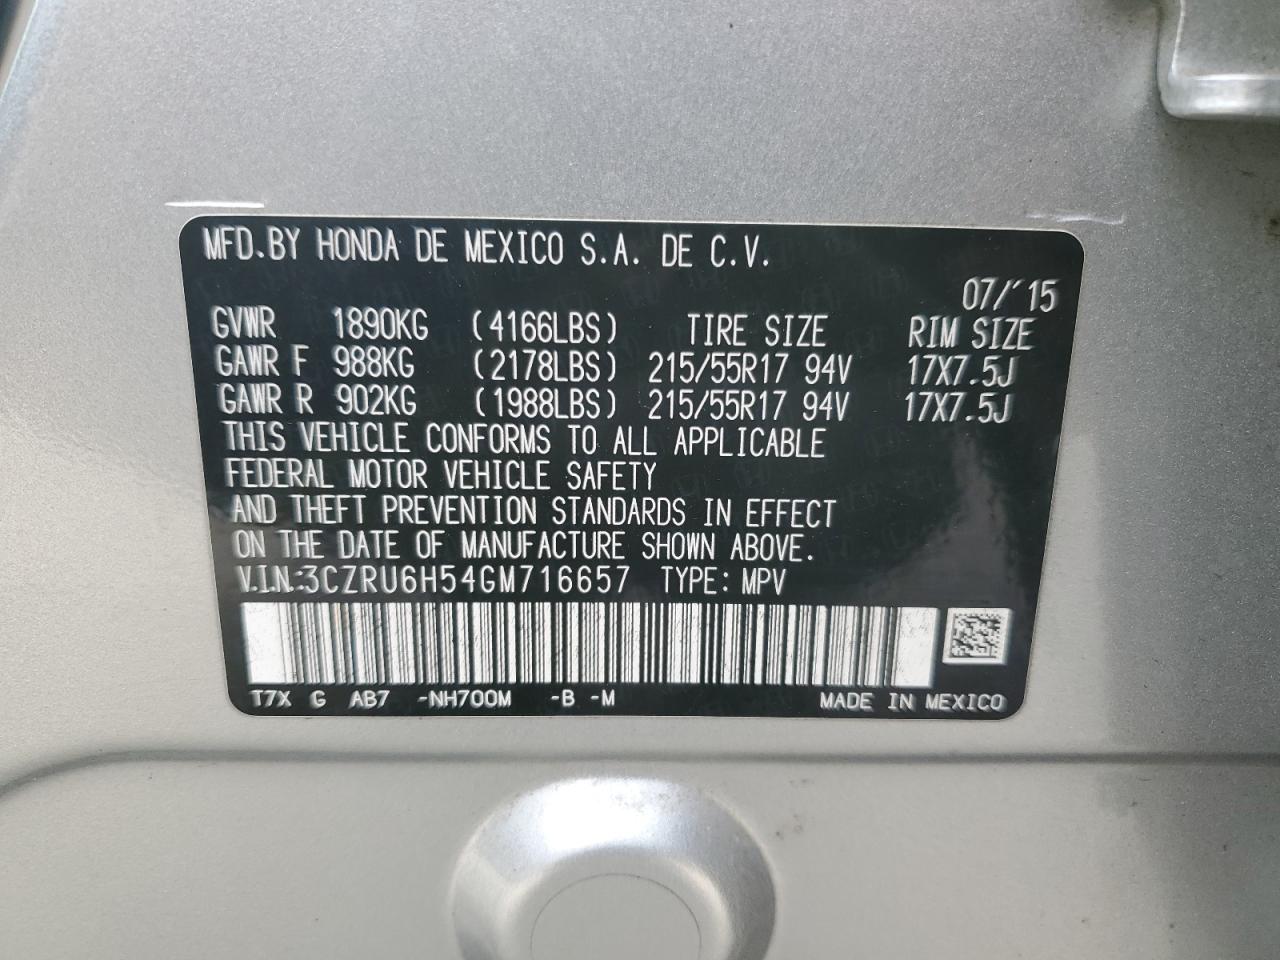 MFD.BY HONDA DE MEXICO S.A. DE C.V.
07/'15
GVWR 1890KG (4166LBS) TIRE SIZE RIM SIZE
GAWR F 988KG (2178LBS) 215/55R17 94V 17X7.5J
GAWR R 902KG (1988LBS) 215/55R17 94V 17X7.5J
THIS VEHICLE CONFORMS TO ALL APPLICABLE
FEDERAL MOTOR VEHICLE SAFETY
AND THEFT PREVENTION STANDARDS IN EFFECT
ON THE DATE OF MANUFACTURE SHOWN ABOVE.
V.I.N.:3CZRU6H54GM716657 TYPE: MPV
T7X G AB7 -NH700M -B -M MADE IN MEXICO